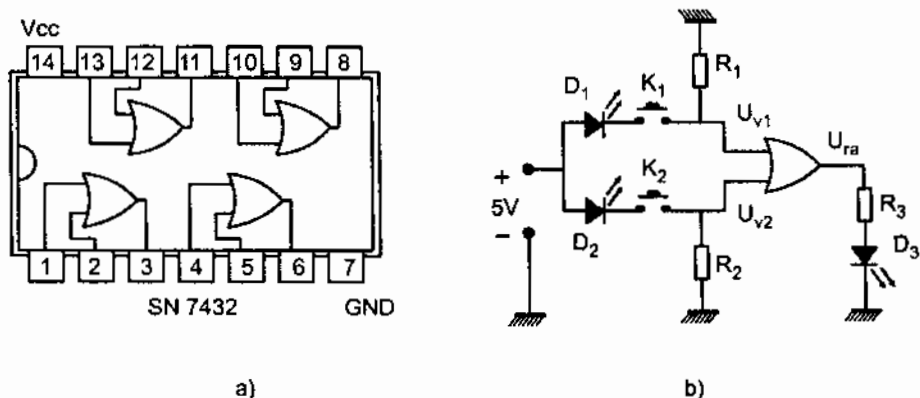 Vcc
14 13 12 11 10 9 8
1 2 3 4 5 6 7
SN 7432 GND
a)
R1
D1 K1
Uv1
Ura
+
5V
−
K2
D2
Uv2
R2
R3
D3
b)